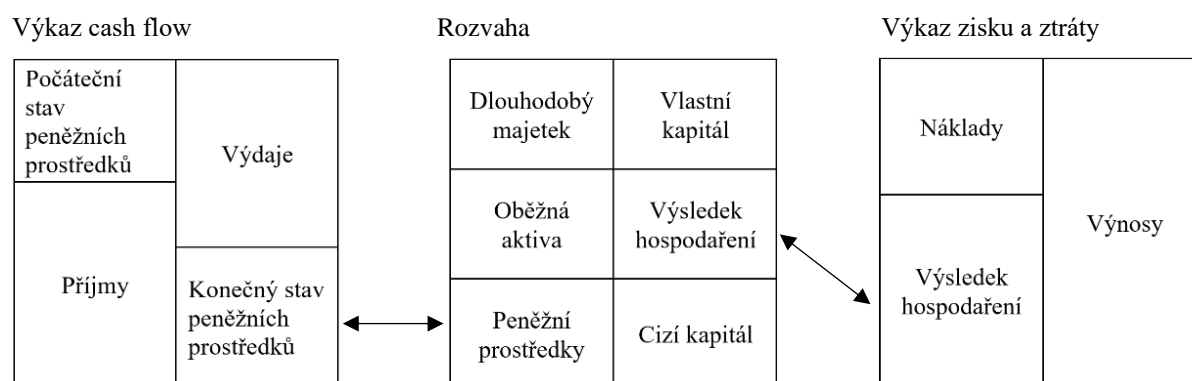 Výkaz cash flow
Rozvaha
Výkaz zisku a ztráty
Počáteční
stav
peněžních
prostředků
Výdaje
Příjmy
Konečný stav
peněžních
prostředků
Dlouhodobý
majetek
Vlastní
kapitál
Oběžná
aktiva
Výsledek
hospodaření
Peněžní
prostředky
Cizí kapitál
Náklady
Výnosy
Výsledek
hospodaření